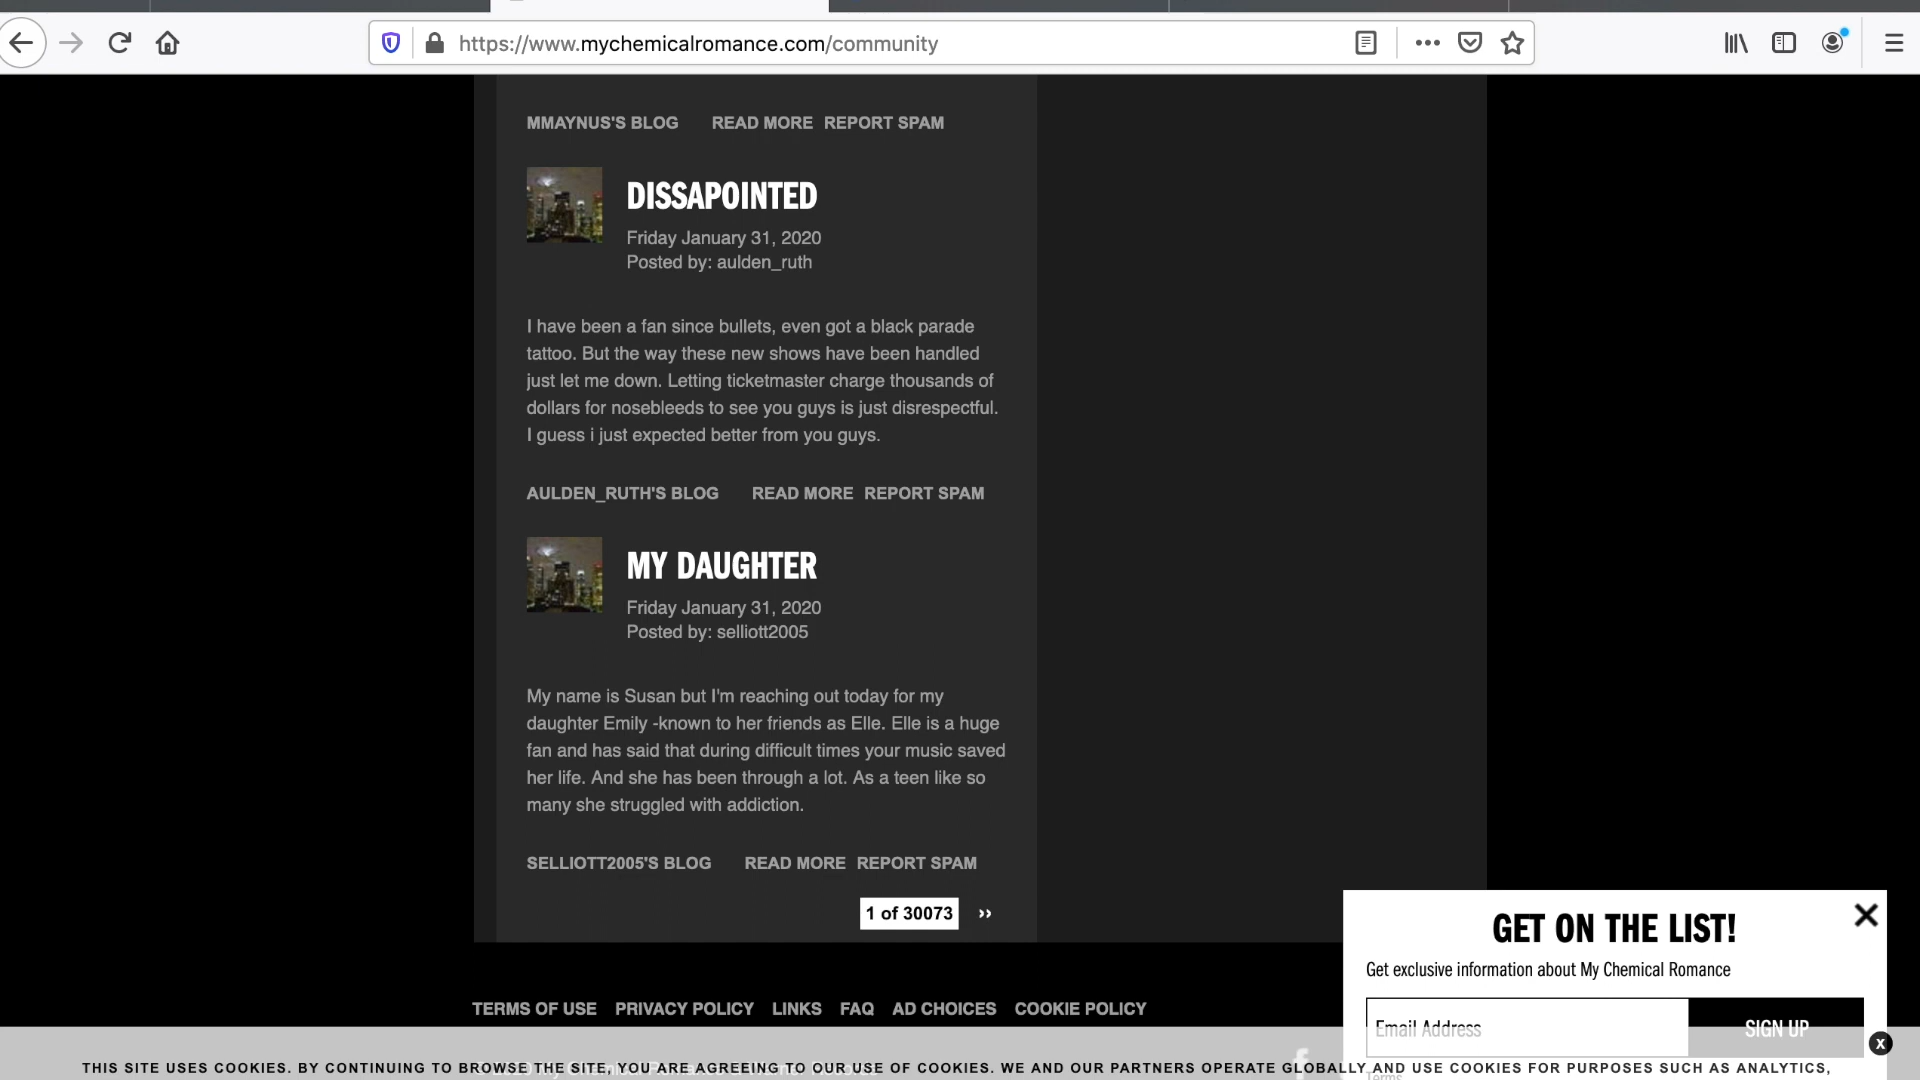 https://www.mychemicalromance.com/community
MMAYNUS'S BLOG READ MORE REPORT SPAM
DISSAPOINTED
Friday January 31, 2020
Posted by: aulden_ruth
I have been a fan since bullets, even got a black parade
tattoo. But the way these new shows have been handled
just let me down. Letting ticketmaster charge thousands of
dollars for nosebleeds to see you guys is just disrespectful.
I guess i just expected better from you guys.
AULDEN_RUTH'S BLOG READ MORE REPORT SPAM
MY DAUGHTER
Friday January 31, 2020
Posted by: selliott2005
My name is Susan but I'm reaching out today for my
daughter Emily -known to her friends as Elle. Elle is a huge
fan and has said that during difficult times your music saved
her life. And she has been through a lot. As a teen like so
many she struggled with addiction.
SELLIOTT2005'S BLOG READ MORE REPORT SPAM
1 of 30073 ››
GET ON THE LIST!
Get exclusive information about My Chemical Romance
Email Address SIGN UP
Terms
TERMS OF USE PRIVACY POLICY LINKS FAQ AD CHOICES COOKIE POLICY
THIS SITE USES COOKIES. BY CONTINUING TO BROWSE THE SITE, YOU ARE AGREEING TO OUR USE OF COOKIES. WE AND OUR PARTNERS OPERATE GLOBALLY AND USE COOKIES FOR PURPOSES SUCH AS ANALYTICS,